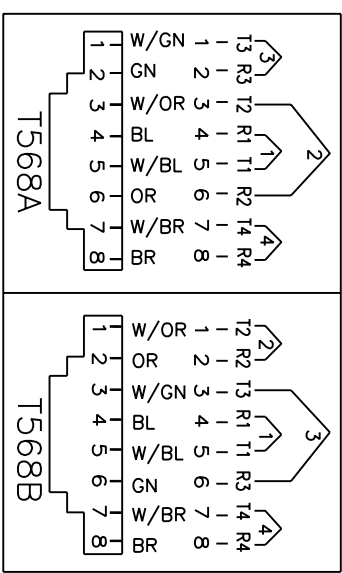 1 W/GN 1 - T3
2 GN 2 - R3
3 W/OR 3 - T2
4 BL 4 - R1
5 W/BL 5 - T1
6 OR 6 - R2
7 W/BR 7 - T4
8 BR 8 - R4
3
1
2
4
T568A
1 W/OR 1 - T2
2 OR 2 - R2
3 W/GN 3 - T3
4 BL 4 - R1
5 W/BL 5 - T1
6 GN 6 - R3
7 W/BR 7 - T4
8 BR 8 - R4
2
1
3
4
T568B